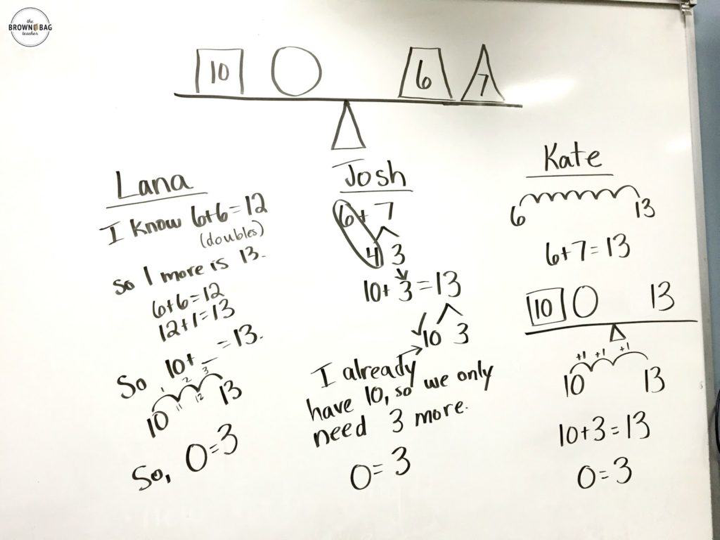 the
BROWN BAG
teacher
10
6
7
Lana
I know 6+6=12
(doubles)
So 1 more is 13.
6+6=12
12+1=13
So 10+_=13.
1 2 3
10 11 12 13
So, O=3
Josh
6+7
4 3
10+3=13
10 3
I already
have 10, so we only
need 3 more.
O=3
Kate
6 13
6+7=13
10 13
+1 +1 +1
10 13
10+3=13
O=3